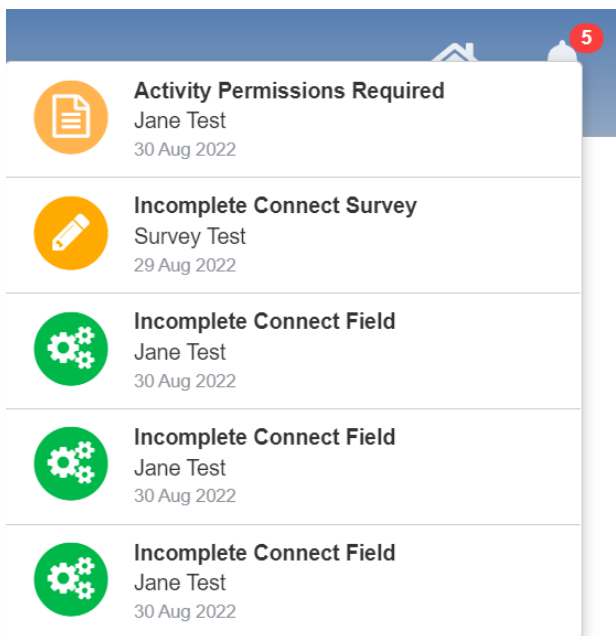 5
Activity Permissions Required
Jane Test
30 Aug 2022
Incomplete Connect Survey
Survey Test
29 Aug 2022
Incomplete Connect Field
Jane Test
30 Aug 2022
Incomplete Connect Field
Jane Test
30 Aug 2022
Incomplete Connect Field
Jane Test
30 Aug 2022